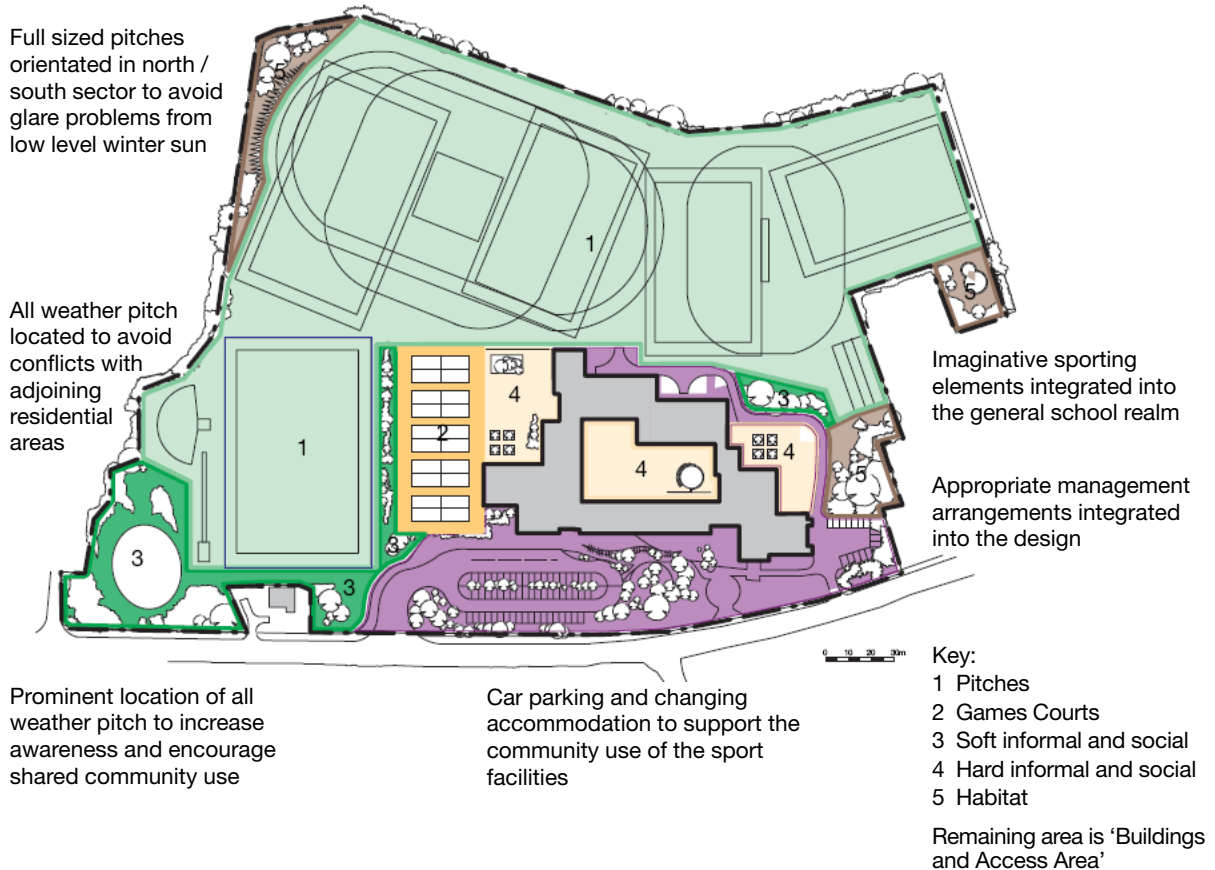 Full sized pitches
orientated in north /
south sector to avoid
glare problems from
low level winter sun
5
1
5
All weather pitch
located to avoid
conflicts with
adjoining
residential
areas
Imaginative sporting
elements integrated into
the general school realm
4
3
2
1
4
4
5
Appropriate management
arrangements integrated
into the design
3
3
3
0 10 20 30m
Prominent location of all
weather pitch to increase
awareness and encourage
shared community use
Car parking and changing
accommodation to support the
community use of the sport
facilities
Key:
1 Pitches
2 Games Courts
3 Soft informal and social
4 Hard informal and social
5 Habitat
Remaining area is ‘Buildings
and Access Area’